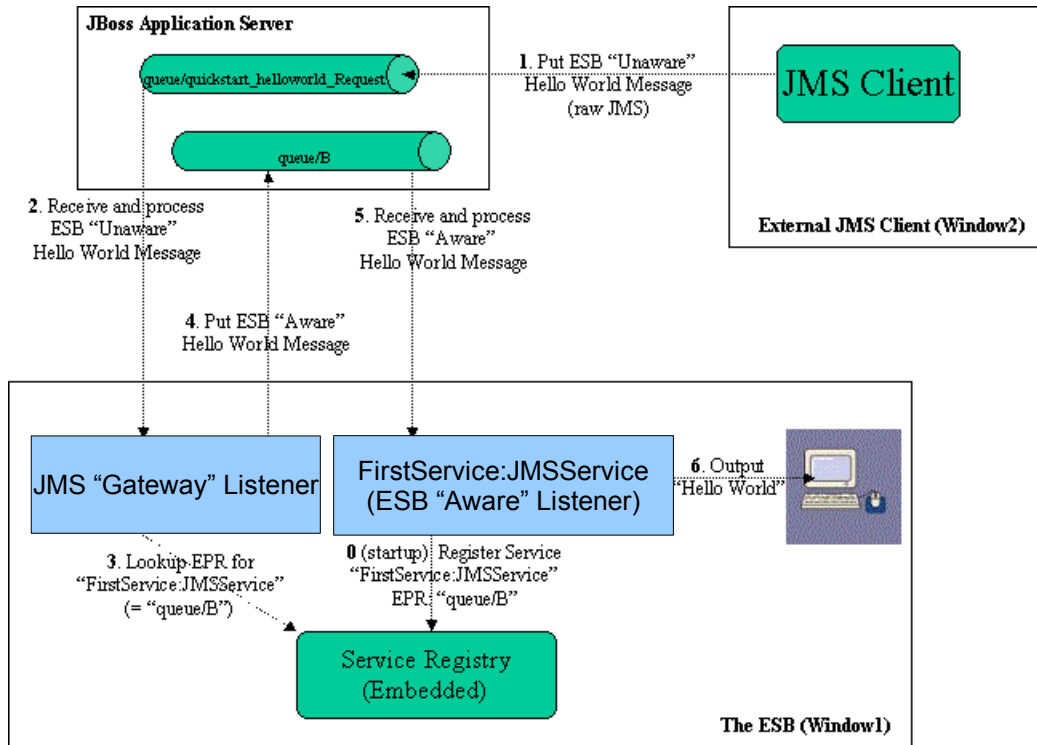 JBoss Application Server
queue/quickstart_helloworld_Request
queue/B
1. Put ESB “Unaware”
Hello World Message
(raw JMS)
JMS Client
External JMS Client (Window2)
2. Receive and process
ESB “Unaware”
Hello World Message
5. Receive and process
ESB “Aware”
Hello World Message
4. Put ESB “Aware”
Hello World Message
JMS “Gateway” Listener
FirstService:JMSService
(ESB “Aware” Listener)
6. Output
“Hello World”
3. Lookup EPR for
“FirstService:JMSService”
(= “queue/B”)
0 (startup) Register Service
“FirstService:JMSService”
EPR “queue/B”
Service Registry
(Embedded)
The ESB (Window1)